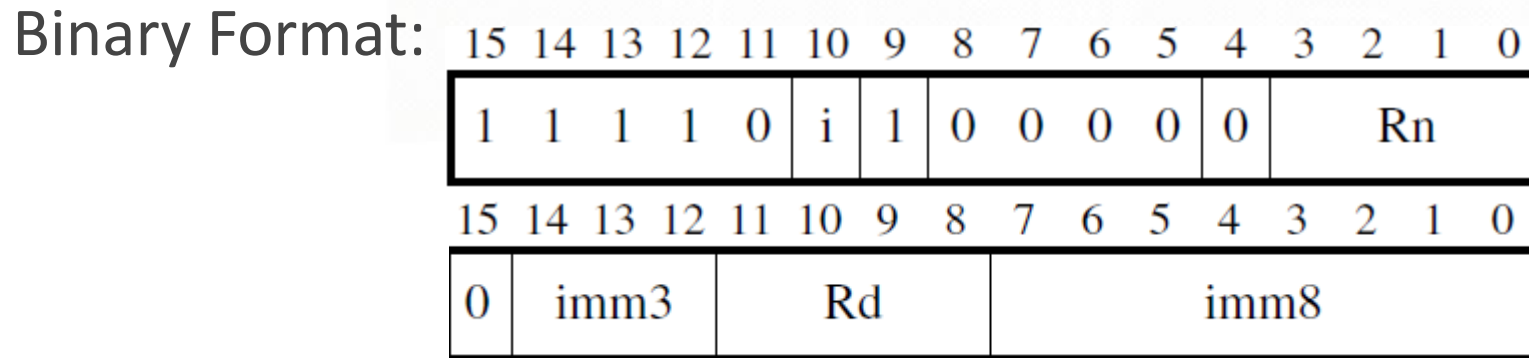 Binary Format: 15 14 13 12 11 10 9 8 7 6 5 4 3 2 1 0
1 1 1 1 0 i 1 0 0 0 0 0 Rn
15 14 13 12 11 10 9 8 7 6 5 4 3 2 1 0
0 imm3 Rd imm8